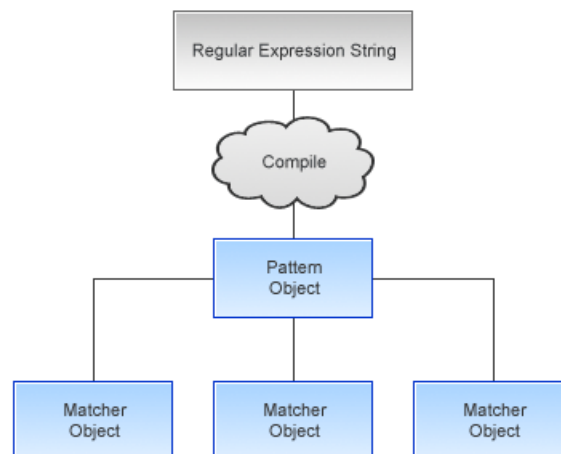 Regular Expression String
Compile
Pattern
Object
Matcher
Object
Matcher
Object
Matcher
Object